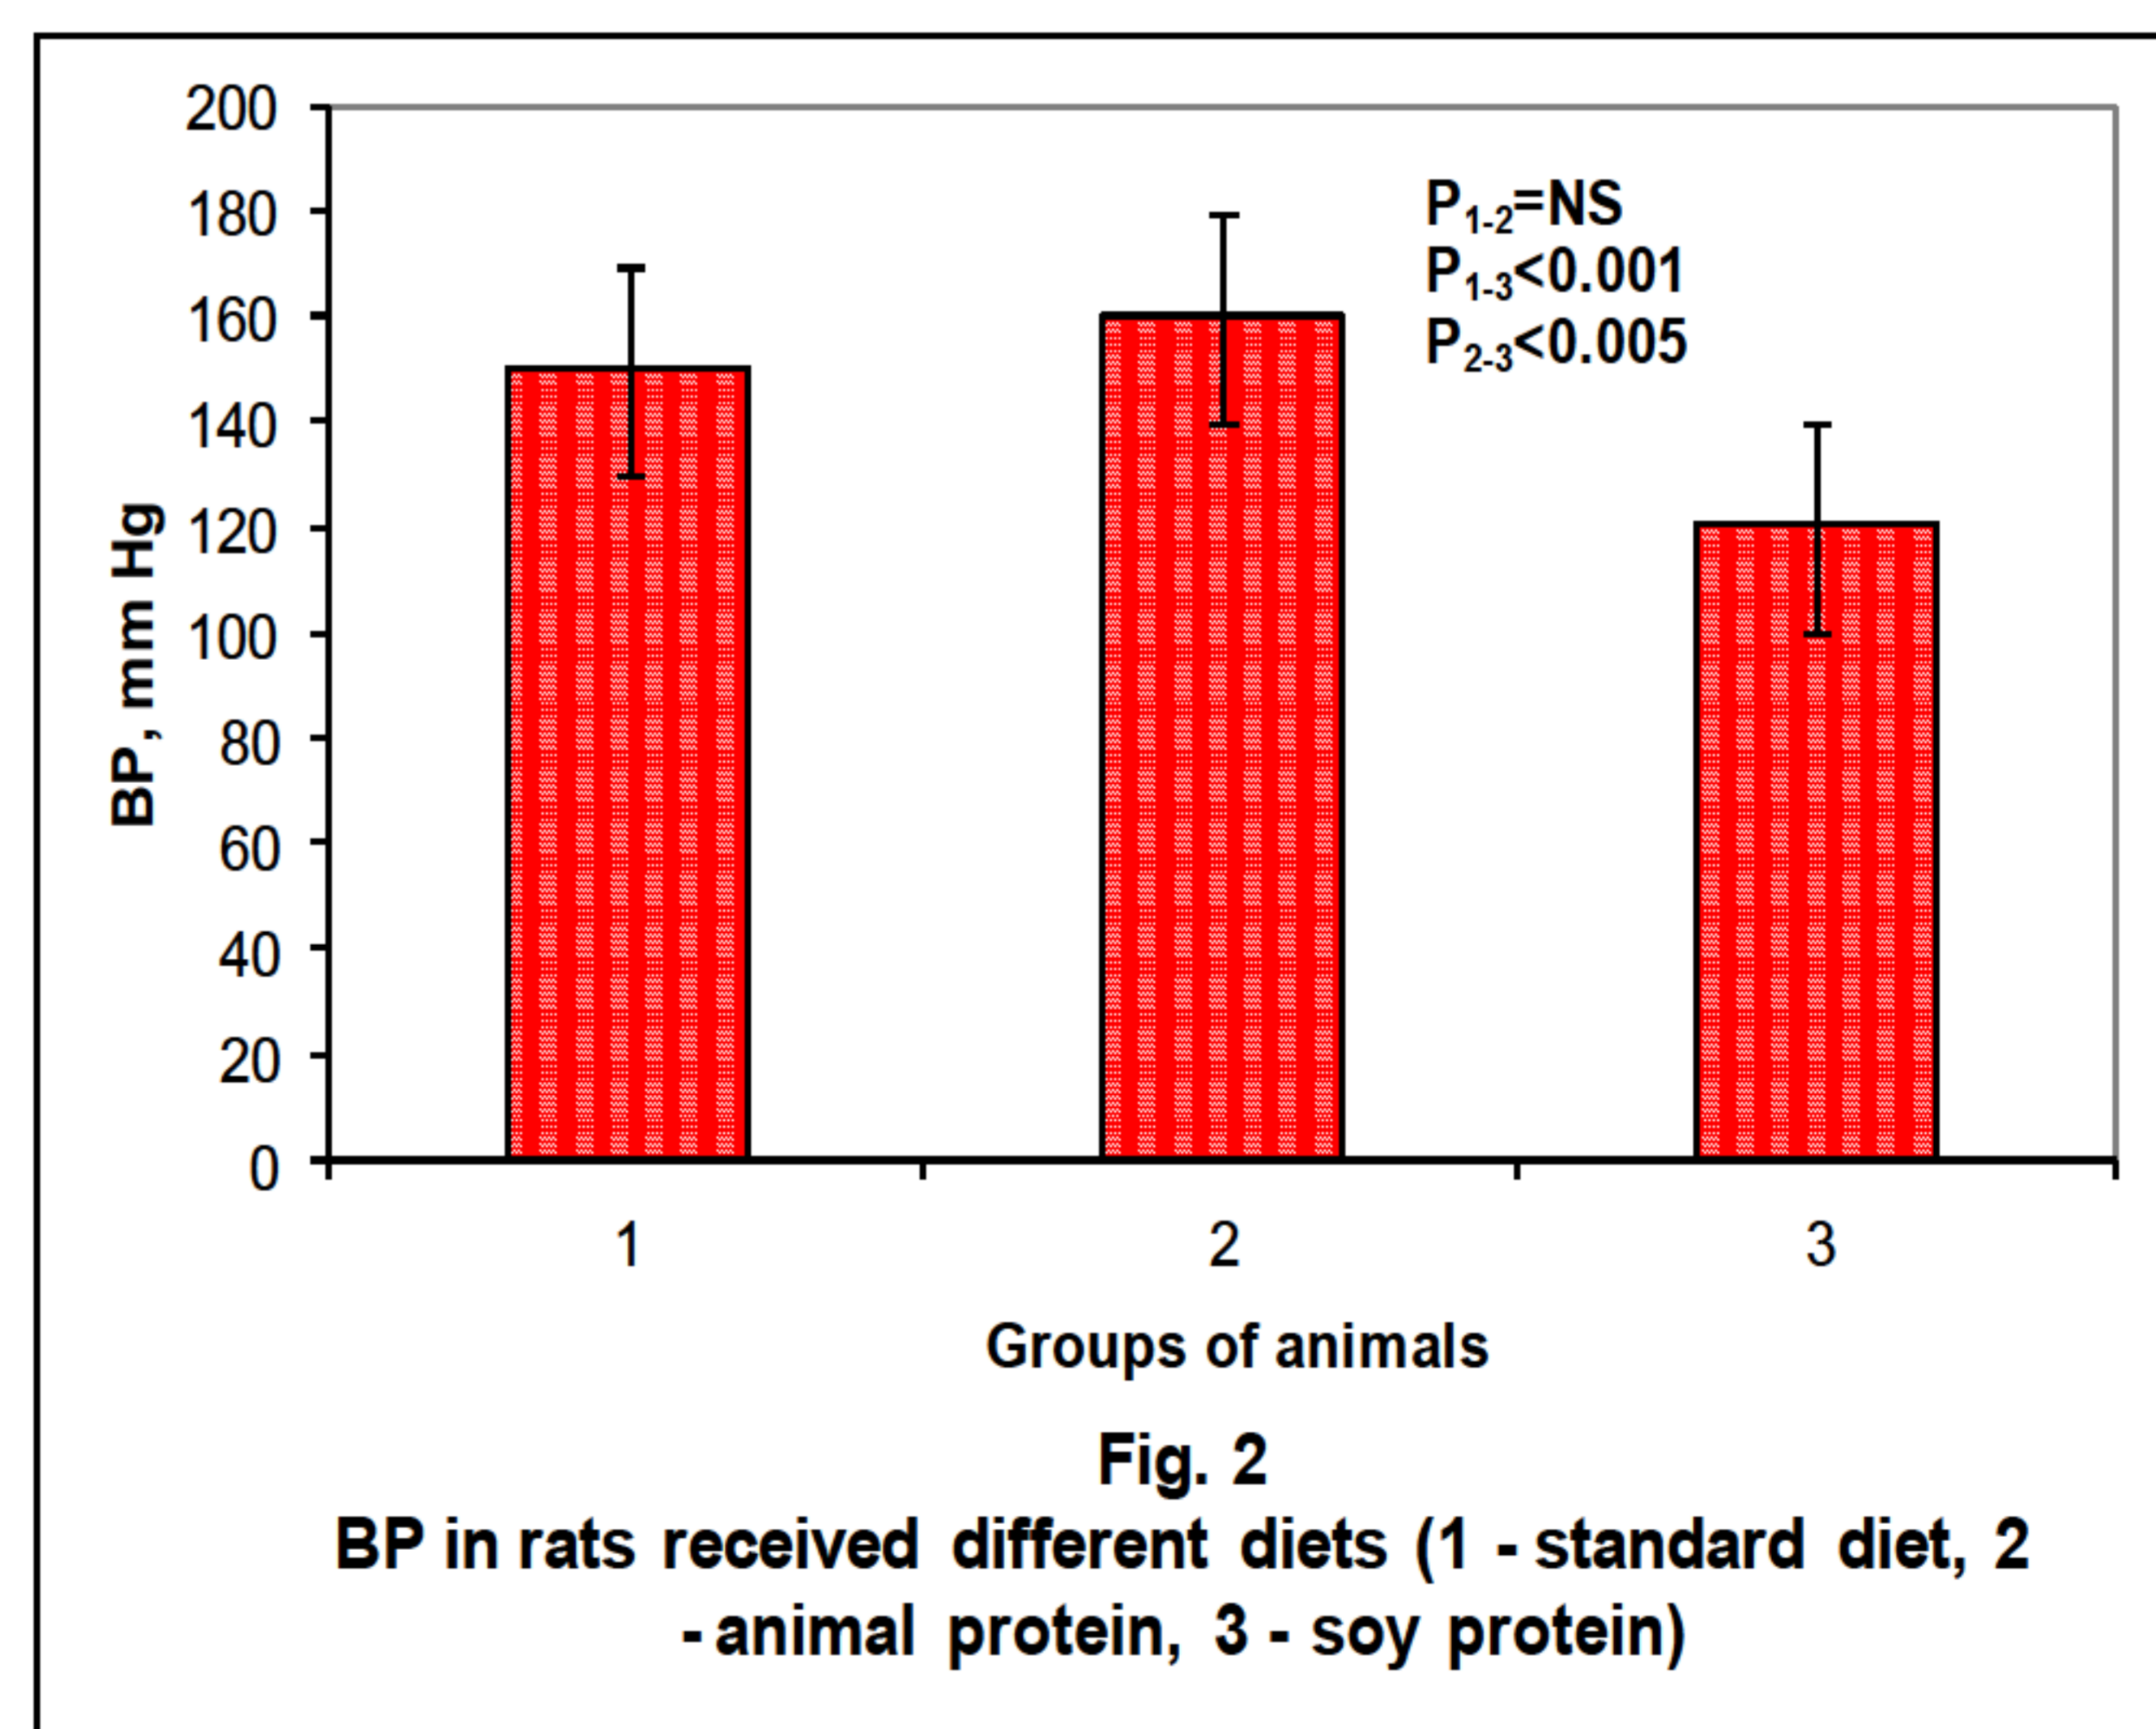 200
180
160
140
120
100
80
60
40
20
0
BP, mm Hg
P1-2=NS
P1-3<0.001
P2-3<0.005
1
2
3
Groups of animals
Fig. 2
BP in rats received different diets (1 - standard diet, 2
- animal protein, 3 - soy protein)